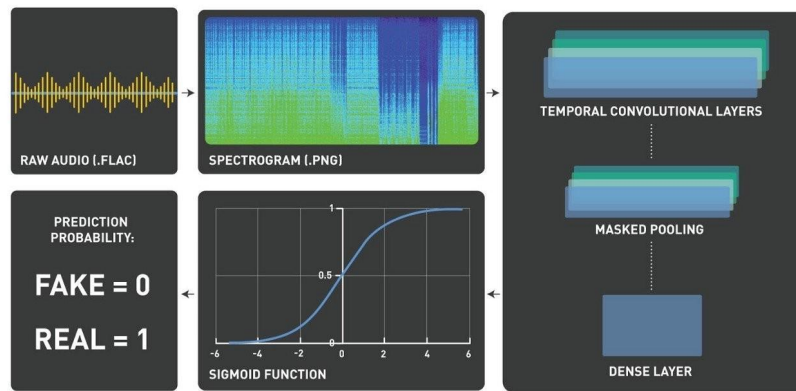 RAW AUDIO (.FLAC)
SPECTROGRAM (.PNG)
TEMPORAL CONVOLUTIONAL LAYERS
MASKED POOLING
DENSE LAYER
1
0.5
0
-6 -4 -2 0 2 4 6
SIGMOID FUNCTION
PREDICTION
PROBABILITY:
FAKE = 0
REAL = 1